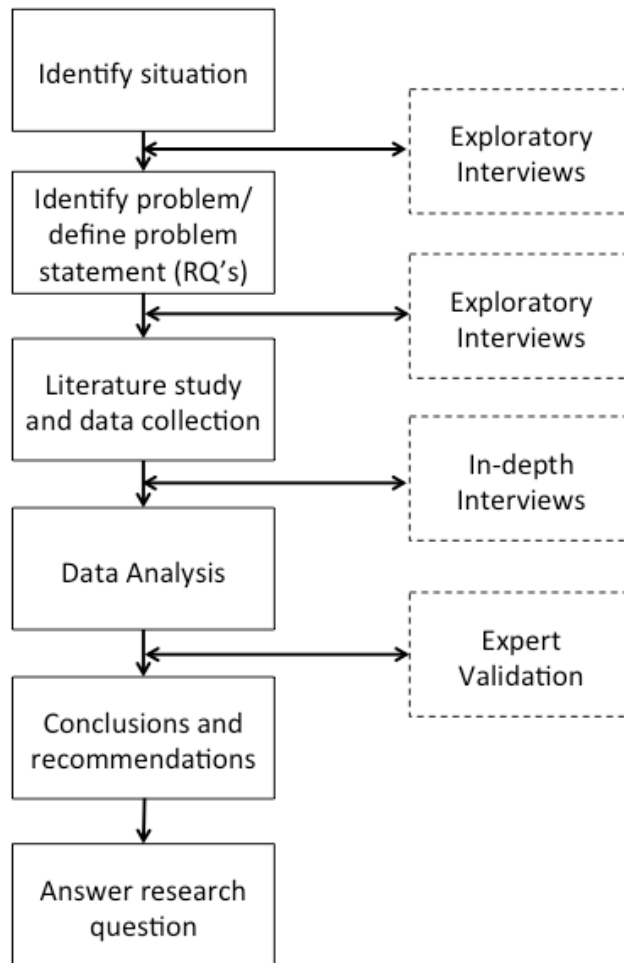 Identify situation
Exploratory
Interviews
Identify problem/
define problem
statement (RQ's)
Exploratory
Interviews
Literature study
and data collection
In-depth
Interviews
Data Analysis
Expert
Validation
Conclusions and
recommendations
Answer research
question